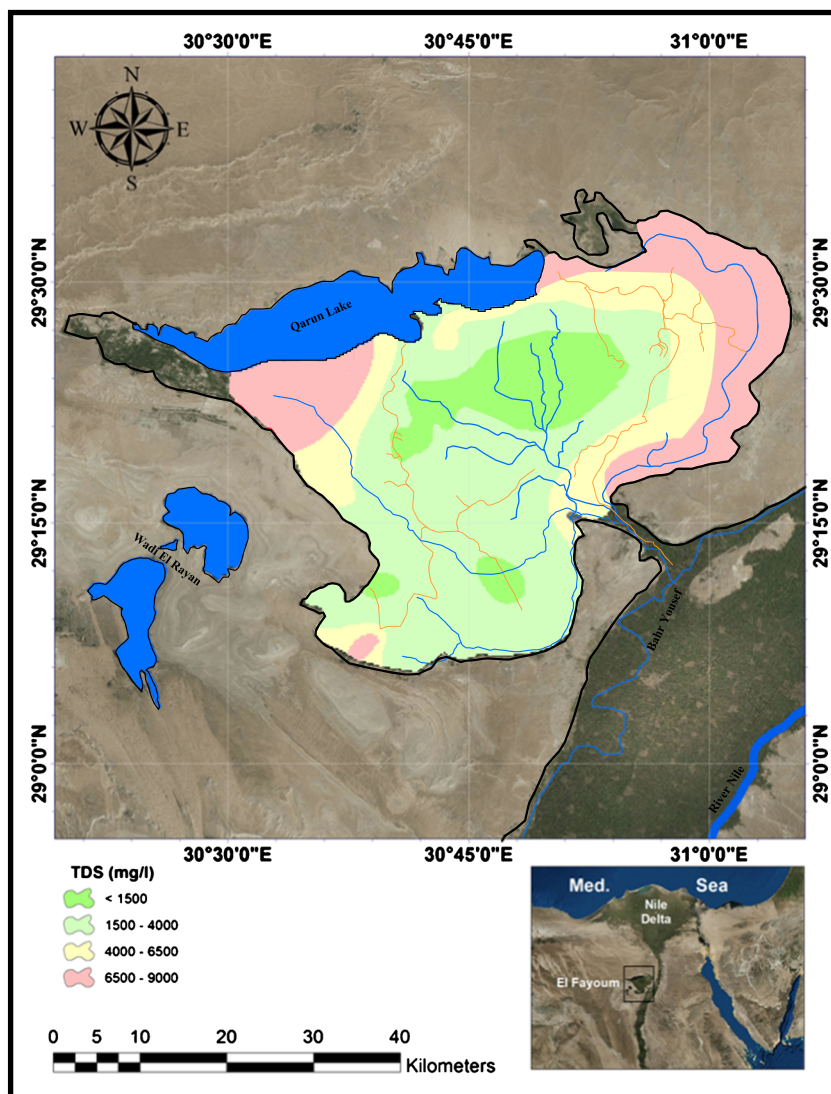 30°30'0"E 30°45'0"E 31°0'0"E
N
W E
S
29°30'0"N 29°30'0"N
Qarun Lake
29°15'0"N 29°15'0"N
Wadi El Rayan
Bahr Yousef
29°0'0"N 29°0'0"N
River Nile
30°30'0"E 30°45'0"E 31°0'0"E
TDS (mg/l)
< 1500
1500 - 4000
4000 - 6500
6500 - 9000
Med. Sea
Nile
Delta
El Fayoum
0 5 10 20 30 40
Kilometers